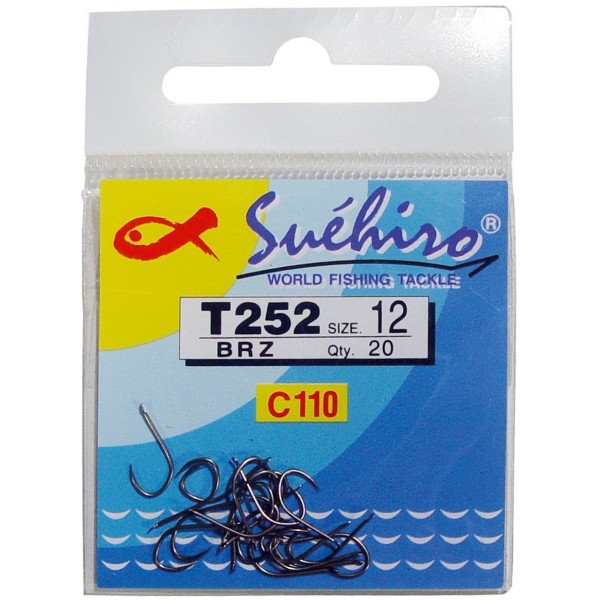 Suéhiro®
WORLD FISHING TACKLE
T252 SIZE. 12
BRZ Qty. 20
C110